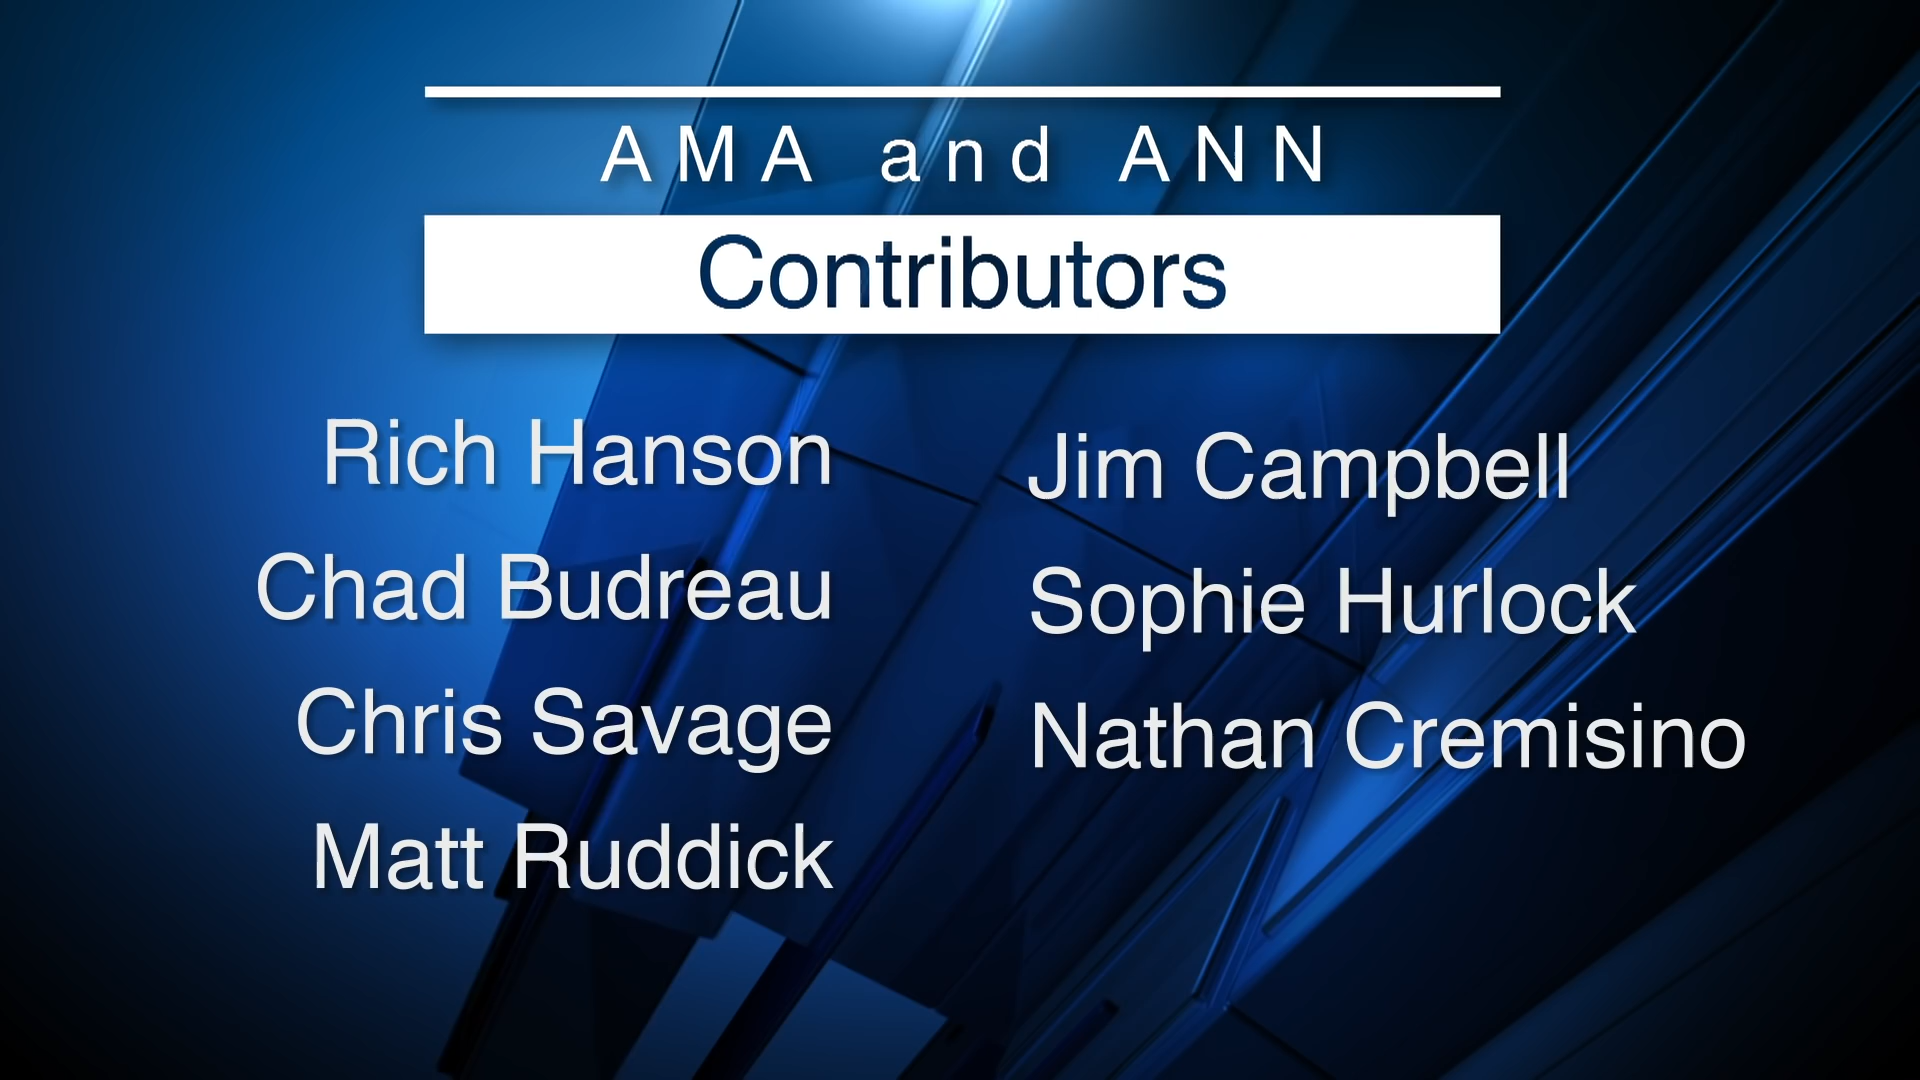 AMA and ANN
Contributors
Rich Hanson
Chad Budreau
Chris Savage
Matt Ruddick
Jim Campbell
Sophie Hurlock
Nathan Cremisino